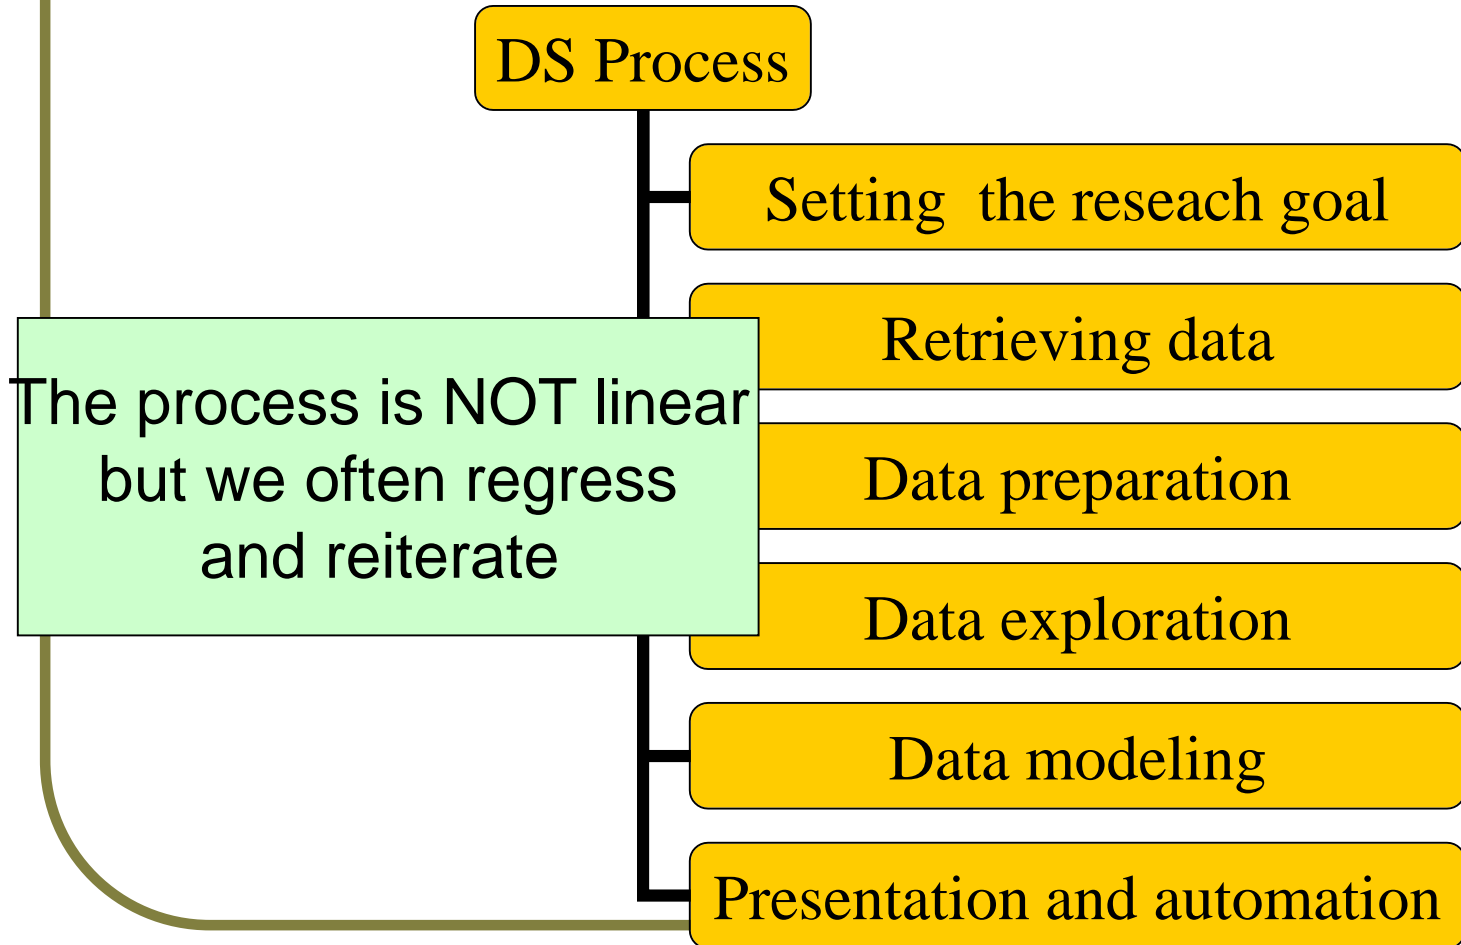 DS Process
Setting  the reseach goal
Retrieving data
The process is NOT linear
but we often regress
and reiterate
Data preparation
Data exploration
Data modeling
Presentation and automation